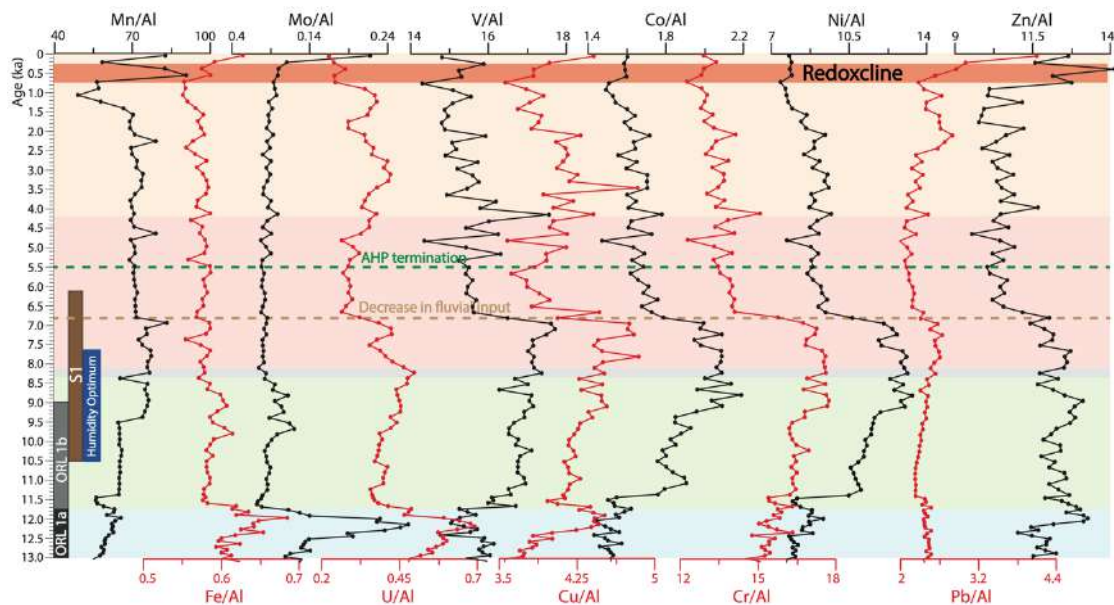 Mn/Al Mo/Al V/Al Co/Al Ni/Al Zn/Al
40 70 100 0.4 0.14 0.24 14 16 18 1.4 1.8 2.2 7 10.5 14 9 11.5 14
Age (ka)
0
0.5
1.0
1.5
2.0
2.5
3.0
3.5
4.0
4.5
5.0
5.5
6.0
6.5
7.0
7.5
8.0
8.5
9.0
9.5
10.0
10.5
11.0
11.5
12.0
12.5
13.0
Redoxcline
AHP termination
Decrease in fluvial input
S1
Humidity Optimum
ORL 1b
ORL 1a
0.5 0.6 0.7 0.2 0.45 0.7 3.5 4.25 5 12 15 18 2 3.2 4.4
Fe/Al U/Al Cu/Al Cr/Al Pb/Al